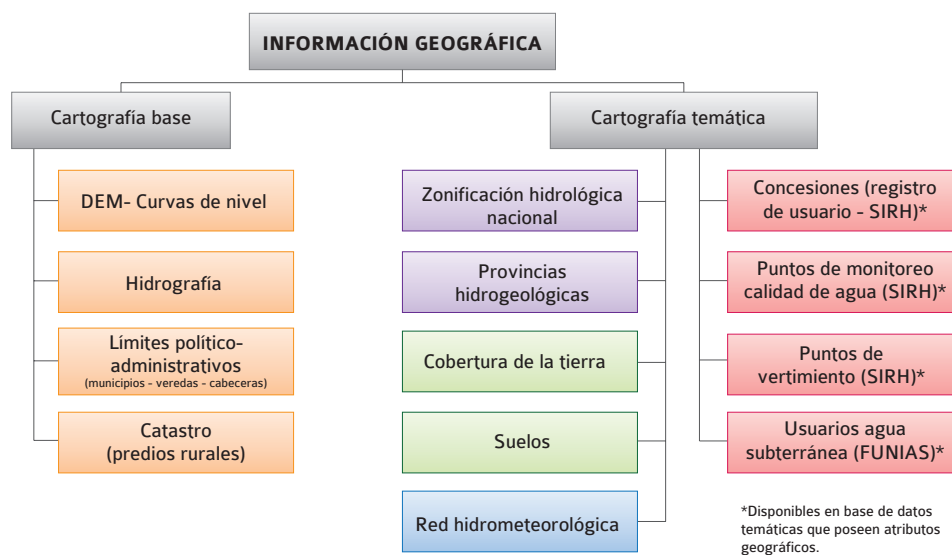 INFORMACIÓN GEOGRÁFICA
Cartografía base
Cartografía temática
DEM- Curvas de nivel
Hidrografía
Límites político-
administrativos
(municipios - veredas - cabeceras)
Catastro
(predios rurales)
Zonificación hidrológica
nacional
Provincias
hidrogeológicas
Cobertura de la tierra
Suelos
Red hidrometeorológica
Concesiones (registro
de usuario - SIRH)*
Puntos de monitoreo
calidad de agua (SIRH)*
Puntos de
vertimiento (SIRH)*
Usuarios agua
subterránea (FUNIAS)*
*Disponibles en base de datos
temáticas que poseen atributos
geográficos.